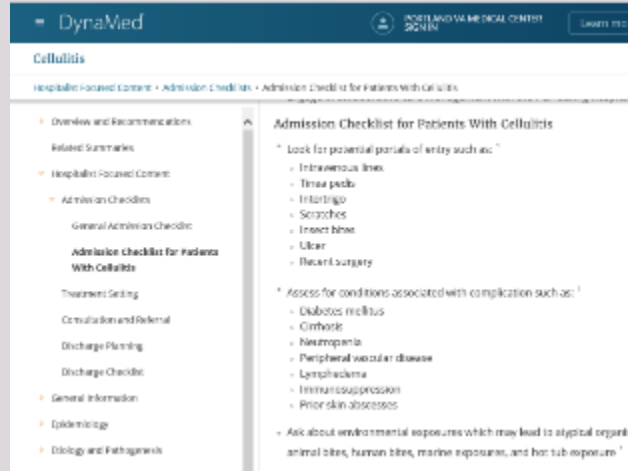 DynaMed
PORTLAND VA MEDICAL CENTER
SIGN IN
Learn mo
Cellulitis
Hospitalist Focused Content • Admission Checklists • Admission Checklist for Patients With Cellulitis
Overview and Recommendations
Related Summaries
Hospitalist Focused Content
Admission Checklists
General Admission Checklist
Admission Checklist for Patients
With Cellulitis
Treatment Setting
Consultation and Referral
Discharge Planning
Discharge Checklist
General Information
Epidemiology
Etiology and Pathogenesis
Admission Checklist for Patients With Cellulitis
Look for potential portals of entry such as:
Intravenous lines
Tinea pedis
Intertrigo
Scratches
Insect bites
Ulcer
Recent surgery
Assess for conditions associated with complication such as:
Diabetes mellitus
Cirrhosis
Neutropenia
Peripheral vascular disease
Lymphedema
Immunosuppression
Prior skin abscesses
Ask about environmental exposures which may lead to atypical organi
animal bites, human bites, marine exposures, and hot tub exposure